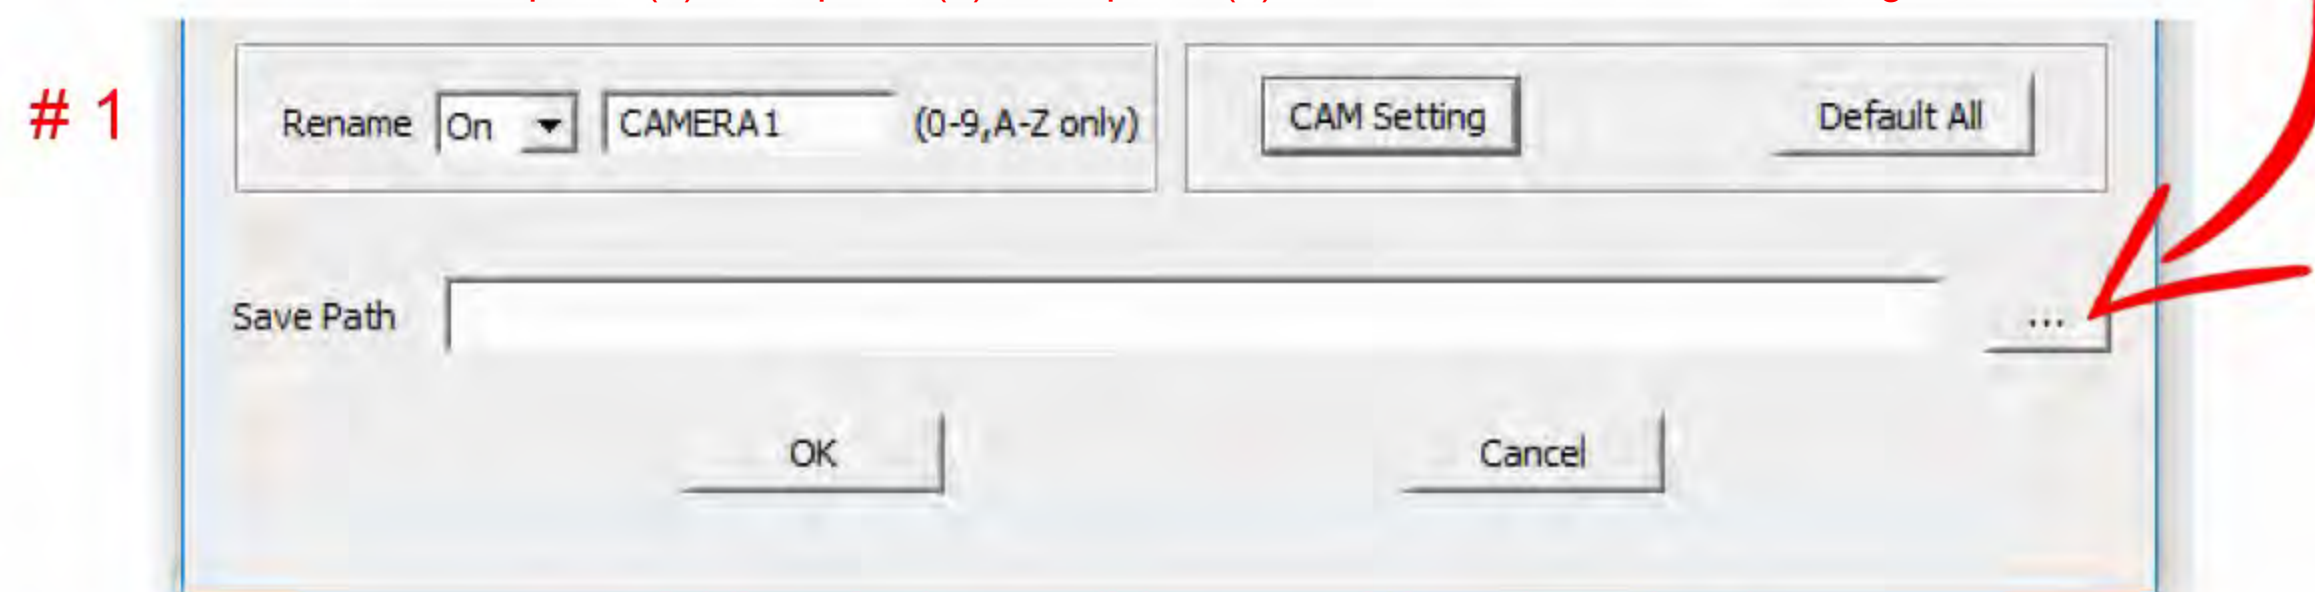 # 1
Rename On CAMERA1 (0-9,A-Z only) CAM Setting Default All
Save Path ...
OK Cancel